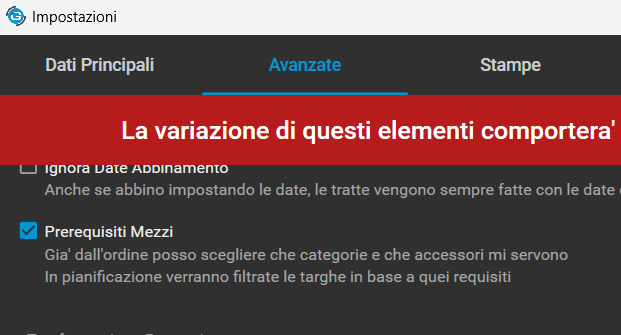 Impostazioni
Dati Principali
Avanzate
Stampe
La variazione di questi elementi comportera'
Ignora Date Abbinamento
Anche se abbino impostando le date, le tratte vengono sempre fatte con le date
Prerequisiti Mezzi
Gia' dall'ordine posso scegliere che categorie e che accessori mi servono
In pianificazione verranno filtrate le targhe in base a quei requisiti